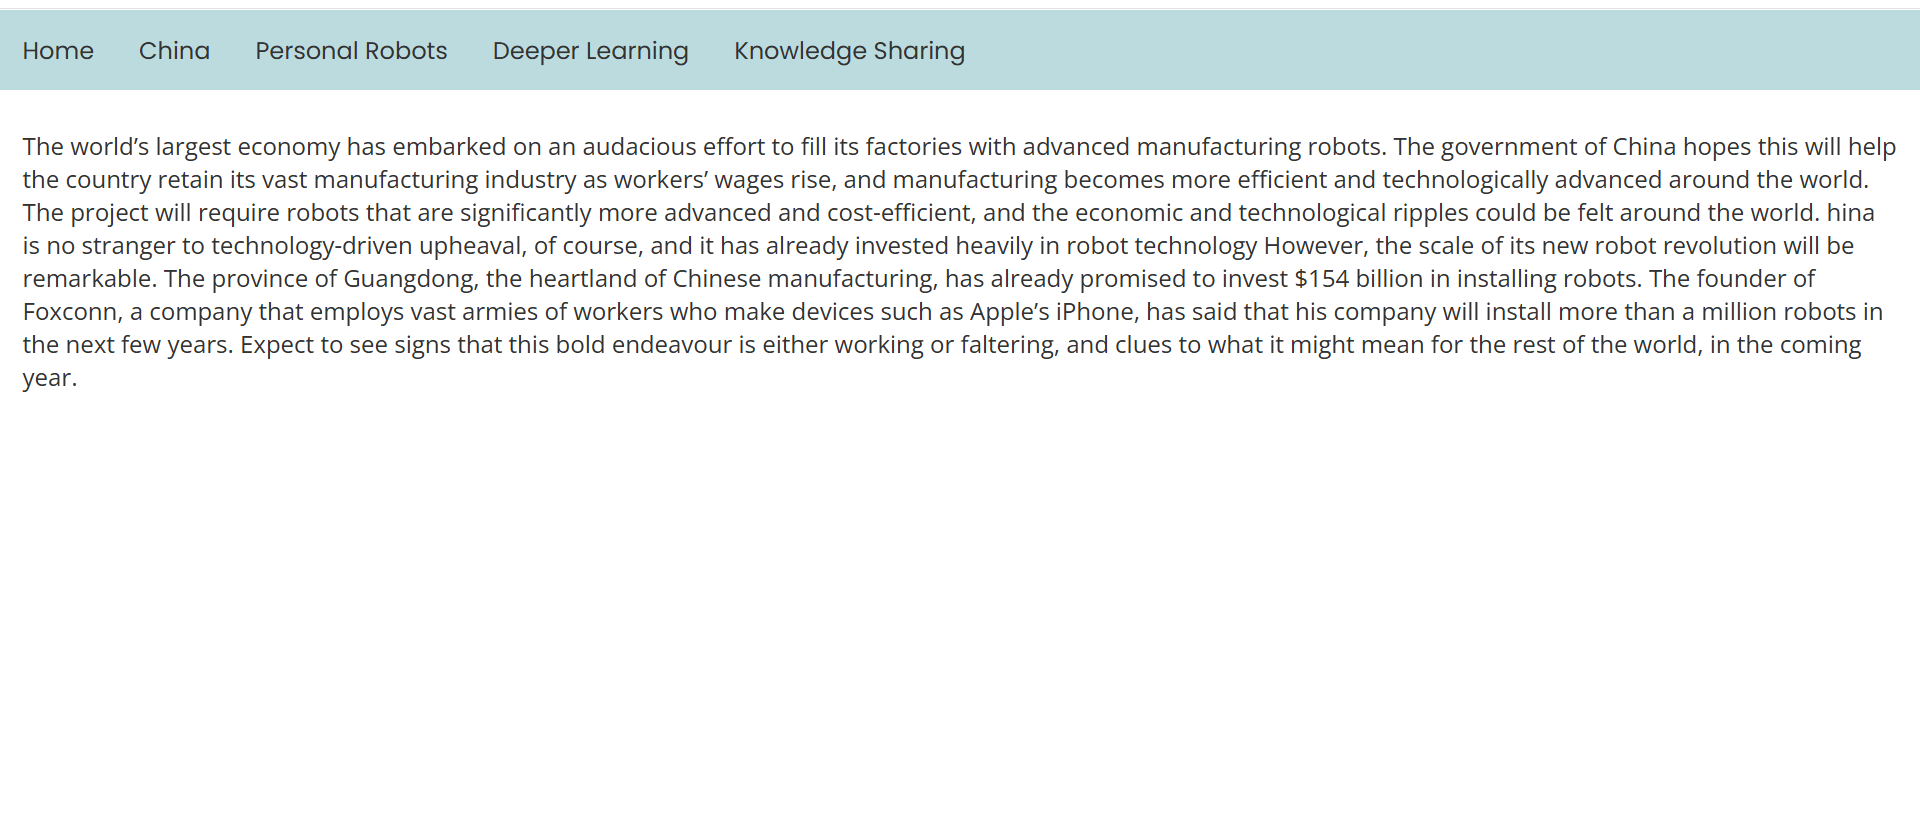 Home China Personal Robots Deeper Learning Knowledge Sharing
The world’s largest economy has embarked on an audacious effort to fill its factories with advanced manufacturing robots. The government of China hopes this will help
the country retain its vast manufacturing industry as workers’ wages rise, and manufacturing becomes more efficient and technologically advanced around the world.
The project will require robots that are significantly more advanced and cost-efficient, and the economic and technological ripples could be felt around the world. hina
is no stranger to technology-driven upheaval, of course, and it has already invested heavily in robot technology However, the scale of its new robot revolution will be
remarkable. The province of Guangdong, the heartland of Chinese manufacturing, has already promised to invest $154 billion in installing robots. The founder of
Foxconn, a company that employs vast armies of workers who make devices such as Apple’s iPhone, has said that his company will install more than a million robots in
the next few years. Expect to see signs that this bold endeavour is either working or faltering, and clues to what it might mean for the rest of the world, in the coming
year.